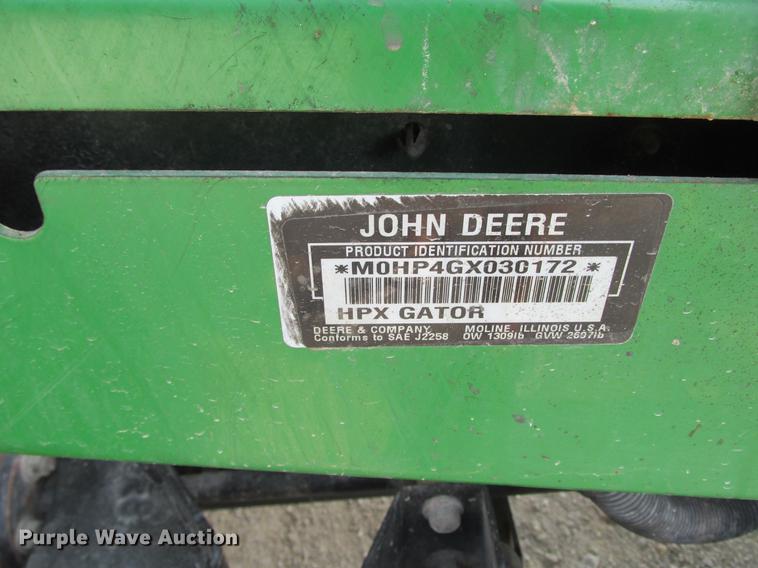 JOHN DEERE
PRODUCT IDENTIFICATION NUMBER
*M0HP4GX030172*
HPX GATOR
DEERE & COMPANY MOLINE, ILLINOIS U.S.A.
Conforms to SAE J2258 OW 1309lb GVW 2697lb
Purple Wave Auction®